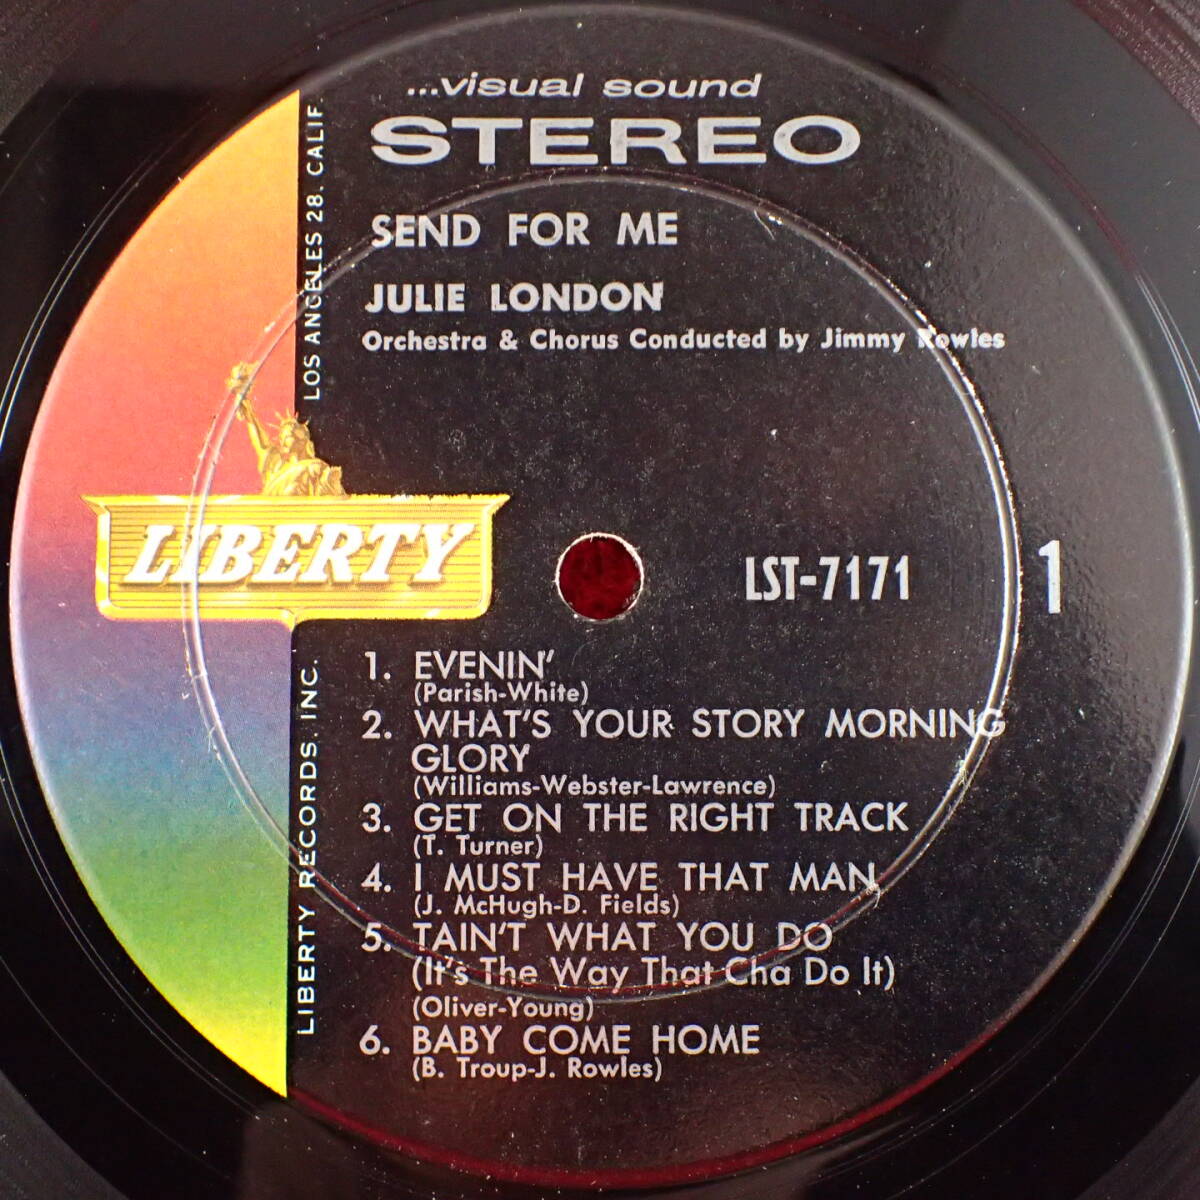 ...visual sound
STEREO
SEND FOR ME
JULIE LONDON
Orchestra & Chorus Conducted by Jimmy Rowles
LOS ANGELES 28. CALIF.
LIBERTY
LST-7171
1
LIBERTY RECORDS, INC.
1. EVENIN'
(Parish-White)
2. WHAT'S YOUR STORY MORNING
GLORY
(Williams-Webster-Lawrence)
3. GET ON THE RIGHT TRACK
(T. Turner)
4. I MUST HAVE THAT MAN
(J. McHugh-D. Fields)
5. TAIN'T WHAT YOU DO
(It's The Way That Cha Do It)
(Oliver-Young)
6. BABY COME HOME
(B. Troup-J. Rowles)